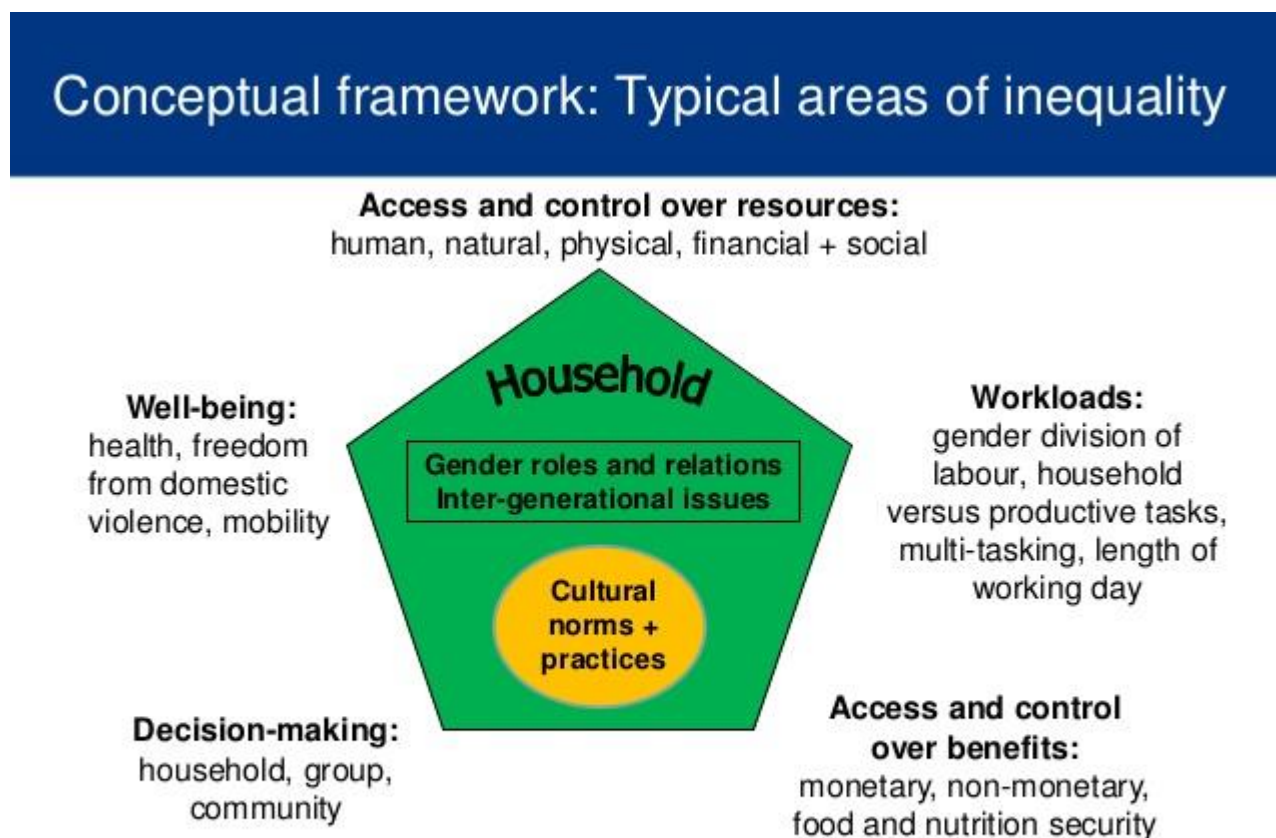 Conceptual framework: Typical areas of inequality
Access and control over resources:
human, natural, physical, financial + social
Household
Gender roles and relations
Inter-generational issues
Cultural
norms +
practices
Well-being:
health, freedom
from domestic
violence, mobility
Workloads:
gender division of
labour, household
versus productive tasks,
multi-tasking, length of
working day
Decision-making:
household, group,
community
Access and control
over benefits:
monetary, non-monetary,
food and nutrition security